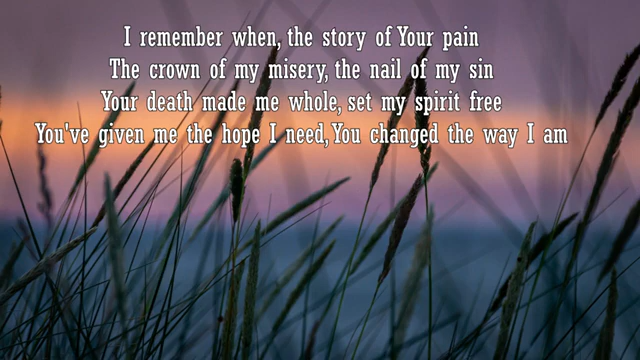 I remember when, the story of Your pain
The crown of my misery, the nail of my sin
Your death made me whole, set my spirit free
You've given me the hope I need, You changed the way I am